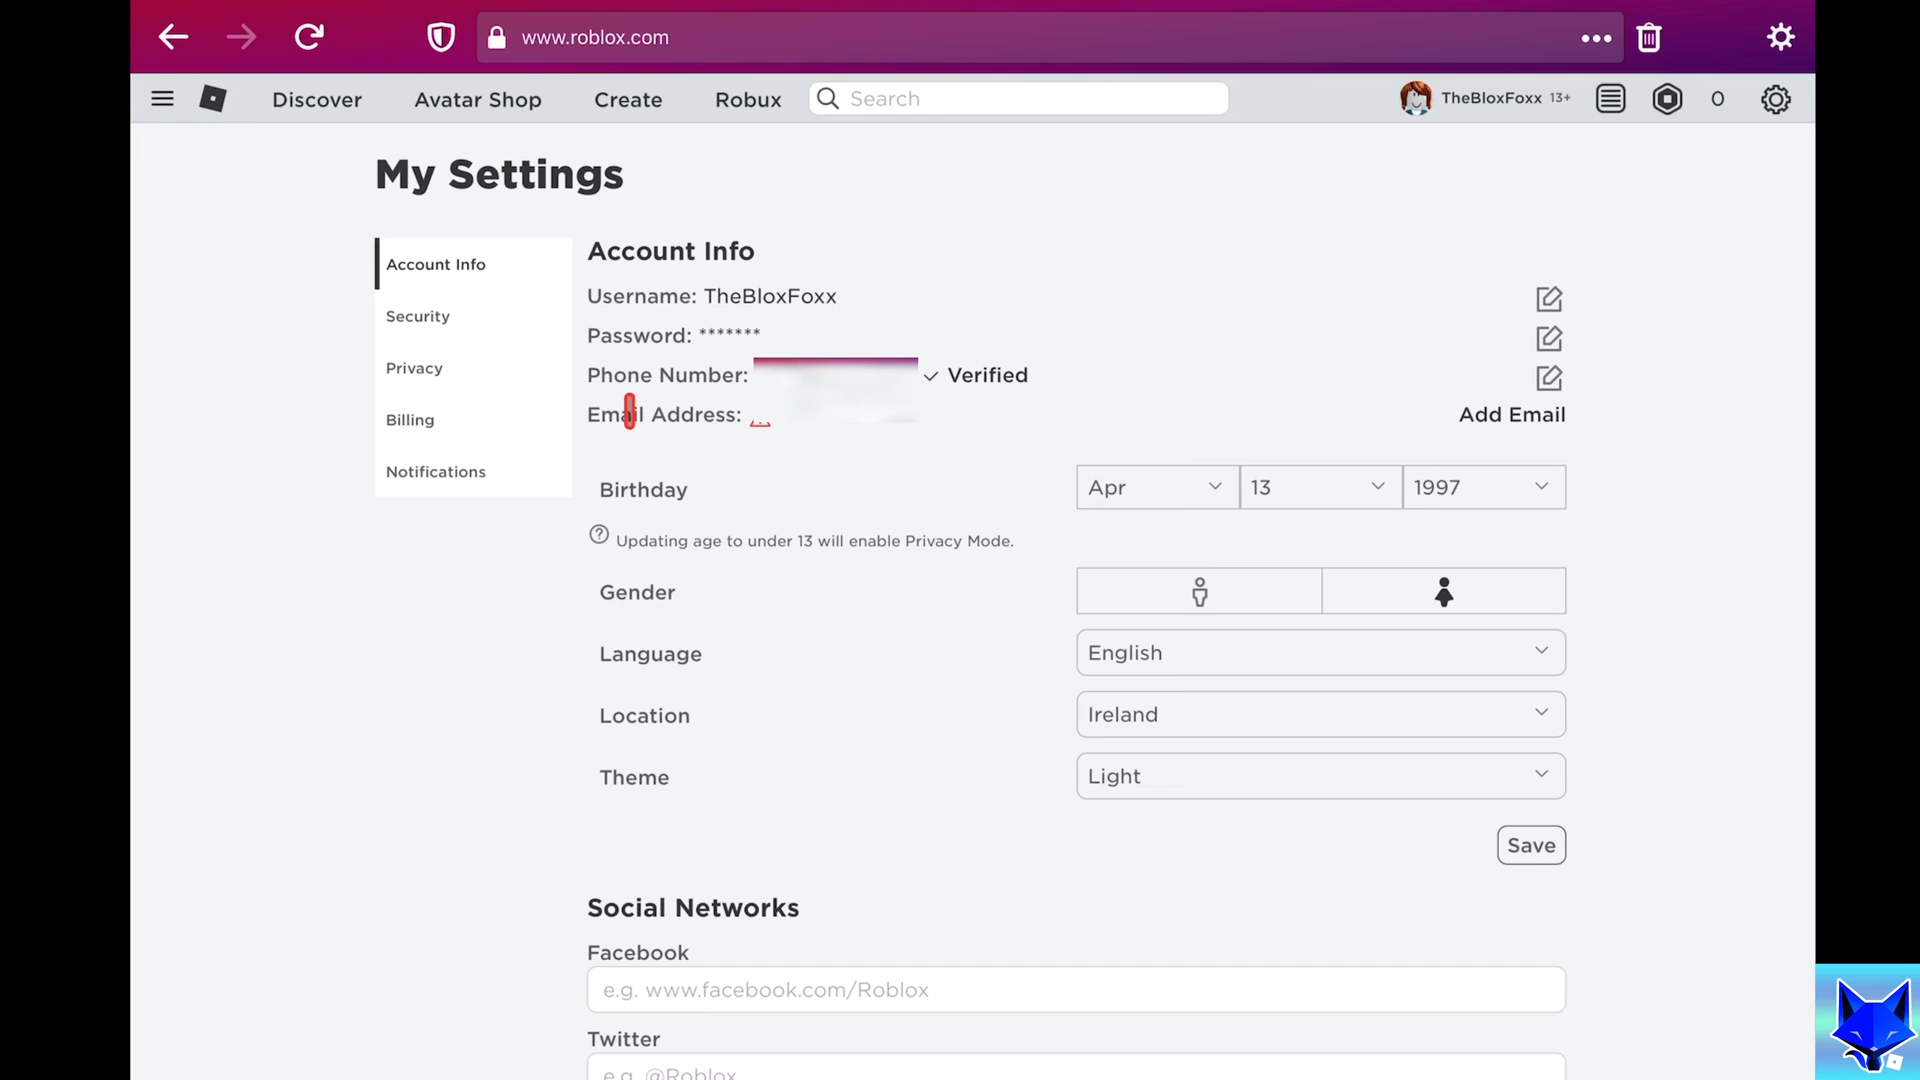 www.roblox.com
Discover Avatar Shop Create Robux Search TheBloxFoxx 13+ 0
My Settings
Account Info
Security
Privacy
Billing
Notifications
Account Info
Username: TheBloxFoxx
Password: *******
Phone Number: Verified
Email Address: Add Email
Birthday Apr 13 1997
Updating age to under 13 will enable Privacy Mode.
Gender
Language English
Location Ireland
Theme Light
Save
Social Networks
Facebook
e.g. www.facebook.com/Roblox
Twitter
e.g. @Roblox